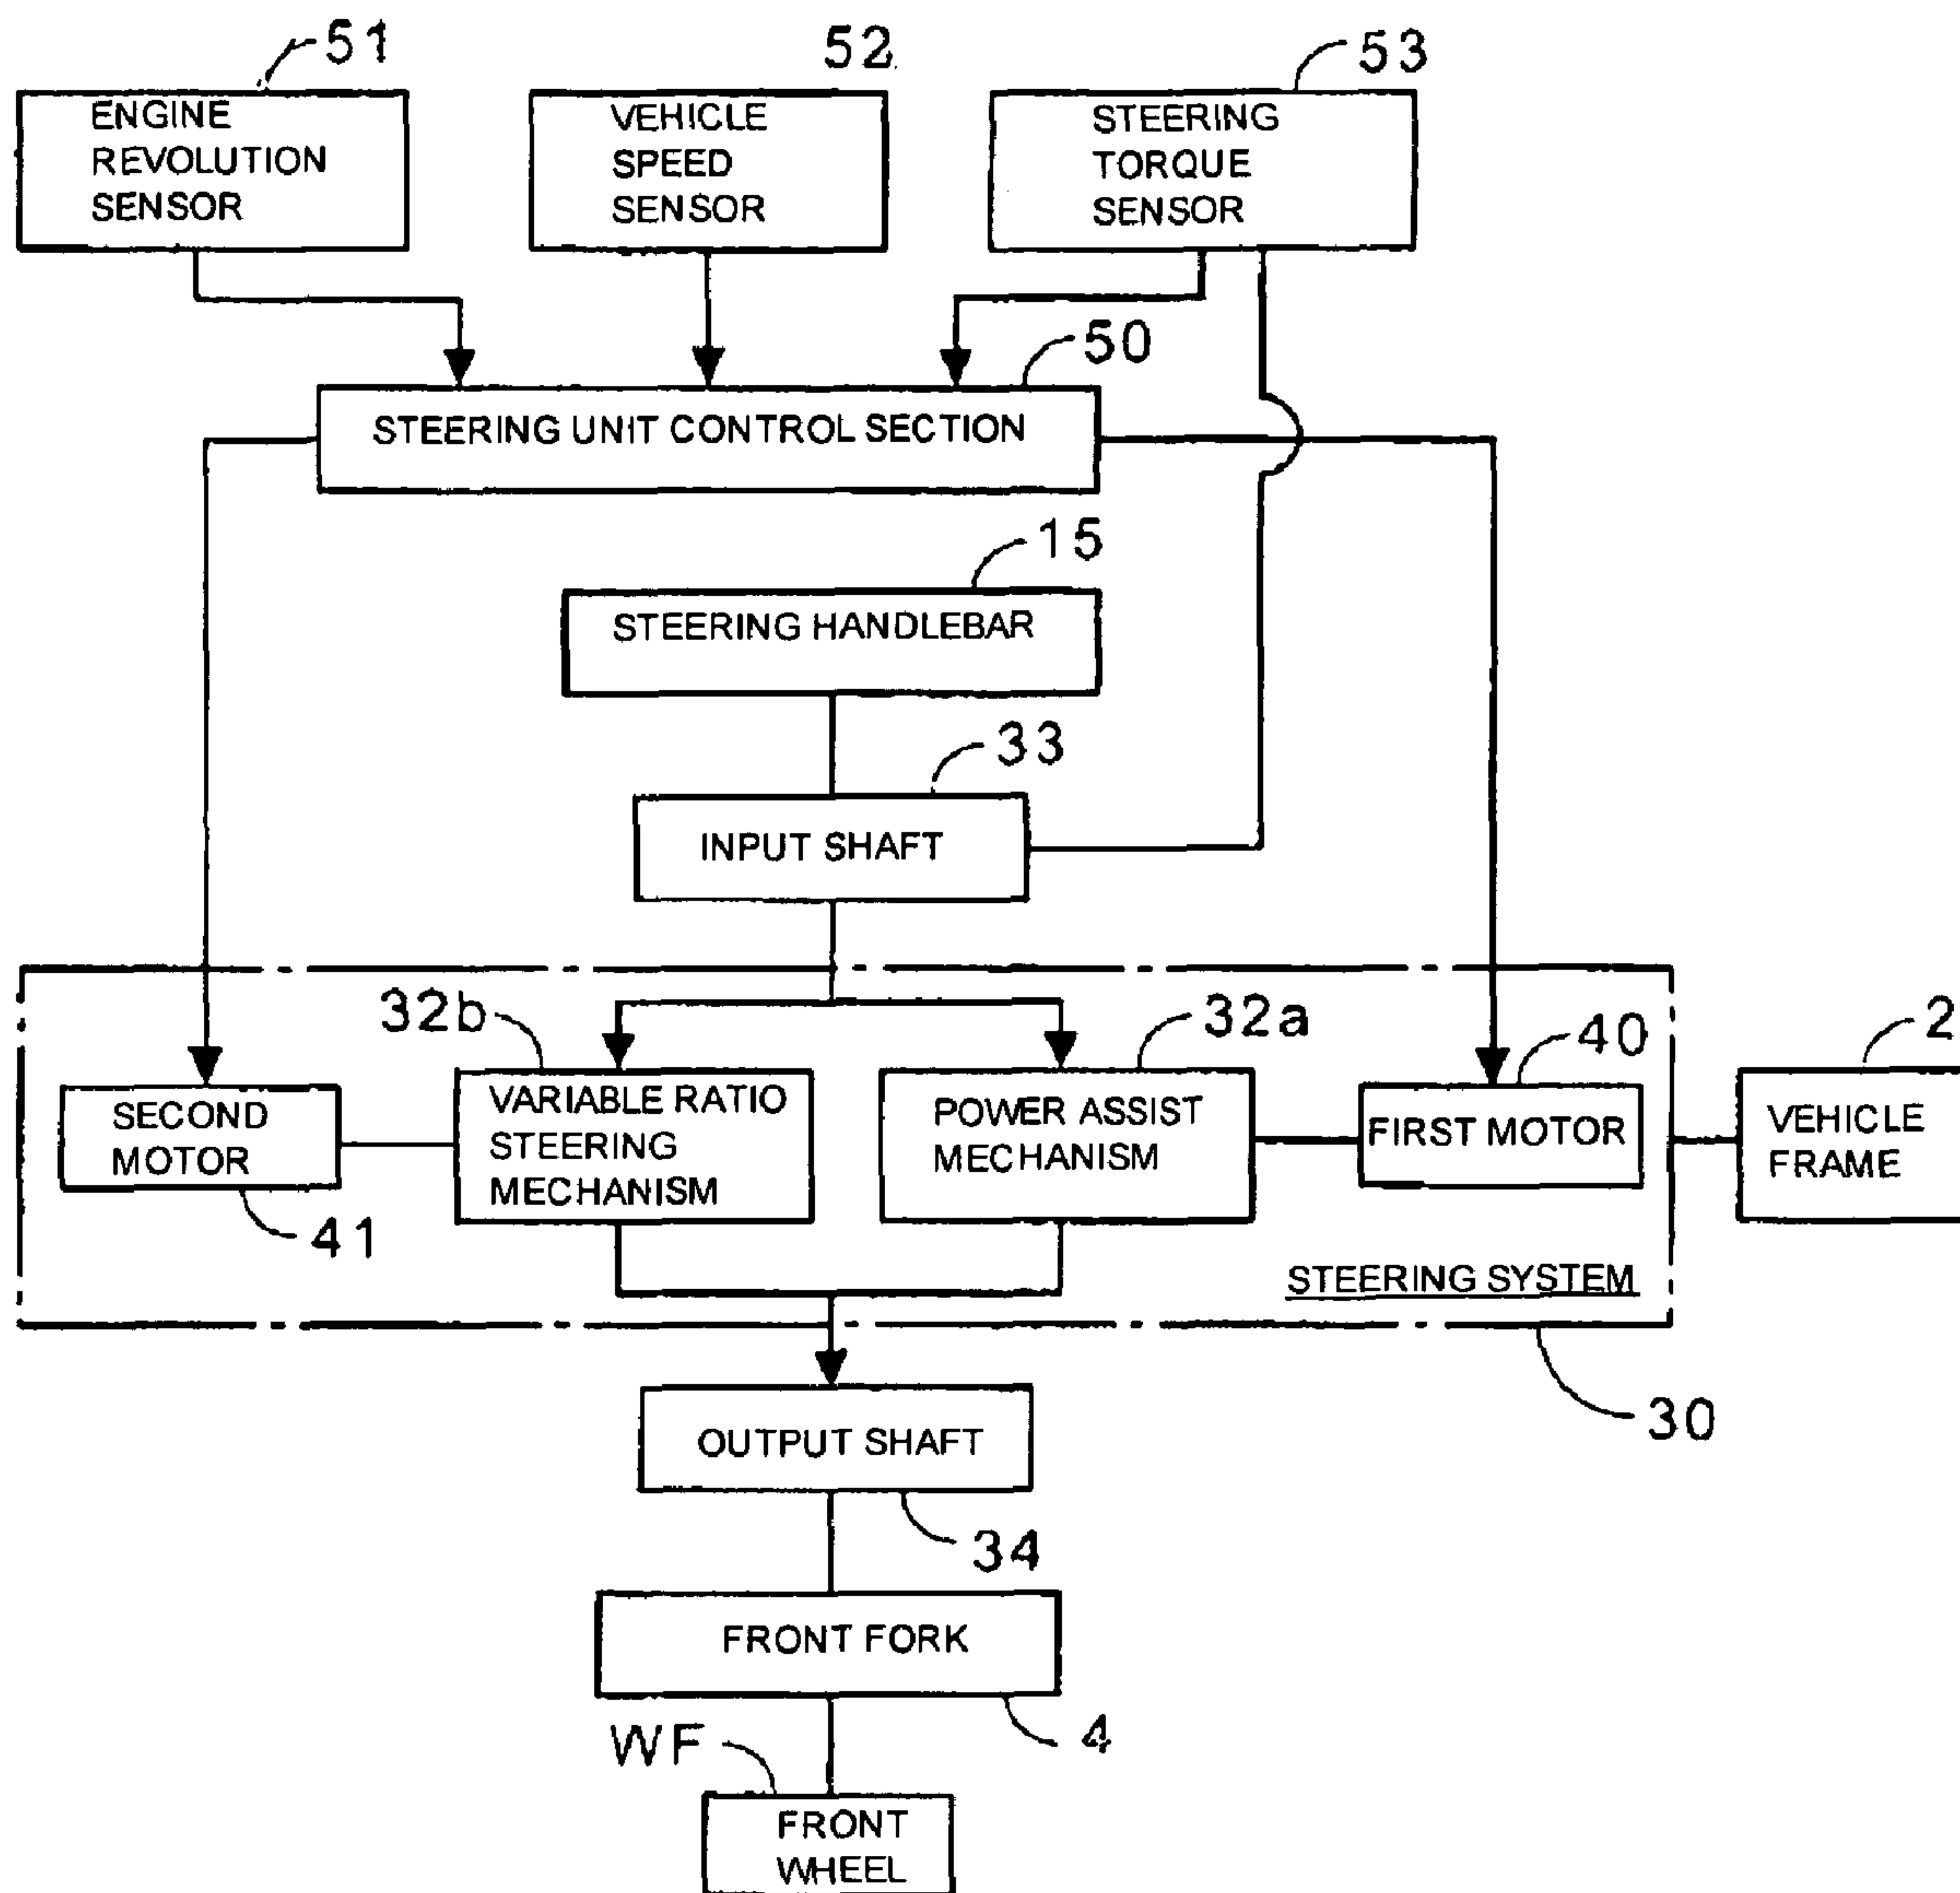 51
52
53
ENGINE
REVOLUTION
SENSOR
VEHICLE
SPEED
SENSOR
STEERING
TORQUE
SENSOR
50
STEERING UNIT CONTROL SECTION
15
STEERING HANDLEBAR
33
INPUT SHAFT
32b
32a
40
2
SECOND
MOTOR
41
VARIABLE RATIO
STEERING
MECHANISM
POWER ASSIST
MECHANISM
FIRST MOTOR
VEHICLE
FRAME
STEERING SYSTEM
30
OUTPUT SHAFT
34
FRONT FORK
4
WF
FRONT
WHEEL